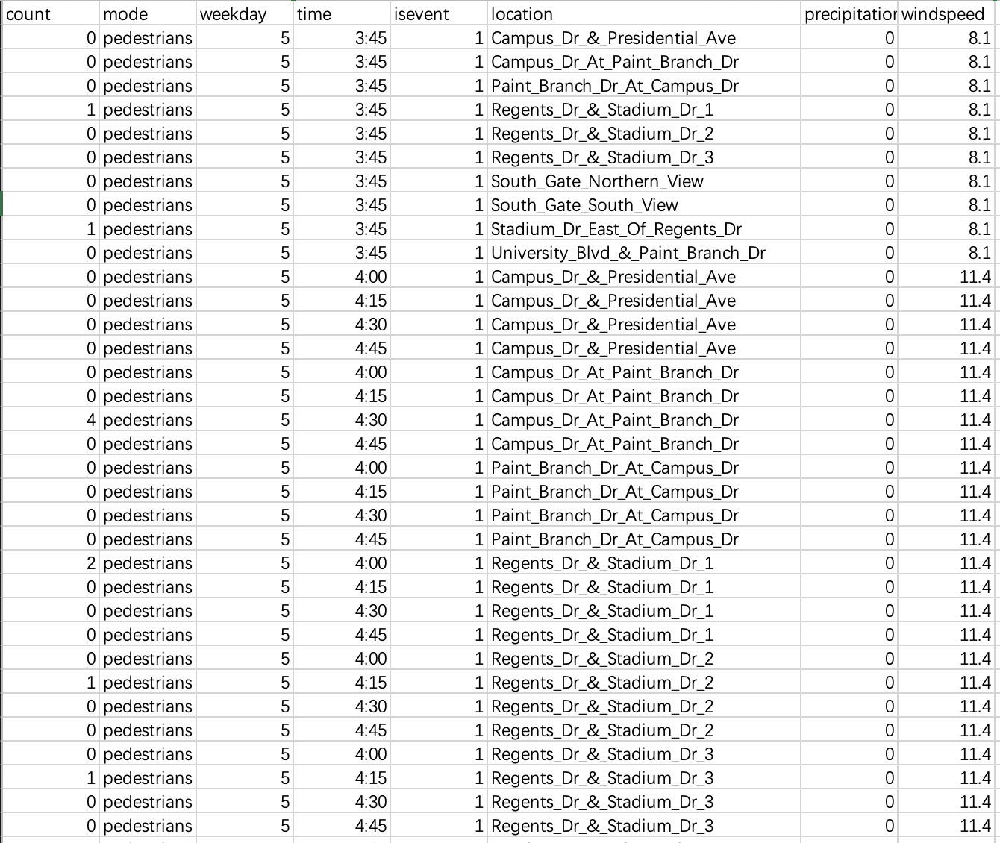 count mode weekday time isevent location precipitation windspeed
0 pedestrians 5 3:45 1 Campus_Dr_&_Presidential_Ave 0 8.1
0 pedestrians 5 3:45 1 Campus_Dr_At_Paint_Branch_Dr 0 8.1
0 pedestrians 5 3:45 1 Paint_Branch_Dr_At_Campus_Dr 0 8.1
1 pedestrians 5 3:45 1 Regents_Dr_&_Stadium_Dr_1 0 8.1
0 pedestrians 5 3:45 1 Regents_Dr_&_Stadium_Dr_2 0 8.1
0 pedestrians 5 3:45 1 Regents_Dr_&_Stadium_Dr_3 0 8.1
0 pedestrians 5 3:45 1 South_Gate_Northern_View 0 8.1
0 pedestrians 5 3:45 1 South_Gate_South_View 0 8.1
1 pedestrians 5 3:45 1 Stadium_Dr_East_Of_Regents_Dr 0 8.1
0 pedestrians 5 3:45 1 University_Blvd_&_Paint_Branch_Dr 0 8.1
0 pedestrians 5 4:00 1 Campus_Dr_&_Presidential_Ave 0 11.4
0 pedestrians 5 4:15 1 Campus_Dr_&_Presidential_Ave 0 11.4
0 pedestrians 5 4:30 1 Campus_Dr_&_Presidential_Ave 0 11.4
0 pedestrians 5 4:45 1 Campus_Dr_&_Presidential_Ave 0 11.4
0 pedestrians 5 4:00 1 Campus_Dr_At_Paint_Branch_Dr 0 11.4
0 pedestrians 5 4:15 1 Campus_Dr_At_Paint_Branch_Dr 0 11.4
4 pedestrians 5 4:30 1 Campus_Dr_At_Paint_Branch_Dr 0 11.4
0 pedestrians 5 4:45 1 Campus_Dr_At_Paint_Branch_Dr 0 11.4
0 pedestrians 5 4:00 1 Paint_Branch_Dr_At_Campus_Dr 0 11.4
0 pedestrians 5 4:15 1 Paint_Branch_Dr_At_Campus_Dr 0 11.4
0 pedestrians 5 4:30 1 Paint_Branch_Dr_At_Campus_Dr 0 11.4
0 pedestrians 5 4:45 1 Paint_Branch_Dr_At_Campus_Dr 0 11.4
2 pedestrians 5 4:00 1 Regents_Dr_&_Stadium_Dr_1 0 11.4
0 pedestrians 5 4:15 1 Regents_Dr_&_Stadium_Dr_1 0 11.4
0 pedestrians 5 4:30 1 Regents_Dr_&_Stadium_Dr_1 0 11.4
0 pedestrians 5 4:45 1 Regents_Dr_&_Stadium_Dr_1 0 11.4
0 pedestrians 5 4:00 1 Regents_Dr_&_Stadium_Dr_2 0 11.4
1 pedestrians 5 4:15 1 Regents_Dr_&_Stadium_Dr_2 0 11.4
0 pedestrians 5 4:30 1 Regents_Dr_&_Stadium_Dr_2 0 11.4
0 pedestrians 5 4:45 1 Regents_Dr_&_Stadium_Dr_2 0 11.4
0 pedestrians 5 4:00 1 Regents_Dr_&_Stadium_Dr_3 0 11.4
1 pedestrians 5 4:15 1 Regents_Dr_&_Stadium_Dr_3 0 11.4
0 pedestrians 5 4:30 1 Regents_Dr_&_Stadium_Dr_3 0 11.4
0 pedestrians 5 4:45 1 Regents_Dr_&_Stadium_Dr_3 0 11.4